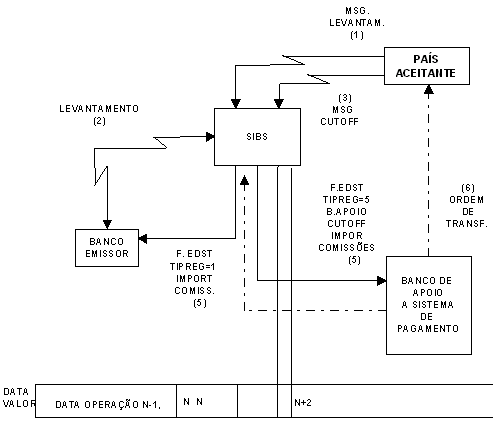 MSG.
LEVANTAM.
(1)
PAÍS
ACEITANTE
(3)
MSG
CUTOFF
LEVANTAMENTO
(2)
SIBS
F.EDST
TIPREG=5
B.APOIO
CUTOFF
IMPOR
COMISSÕES
(5)
(6)
ORDEM
DE
TRANSF.
BANCO
EMISSOR
F. EDST
TIPREG=1
IMPORT
COMISS.
(5)
BANCO DE
APOIO
A SISTEMA
DE
PAGAMENTO
DATA
VALOR
DATA OPERAÇÃO N-1,
N N
N+2